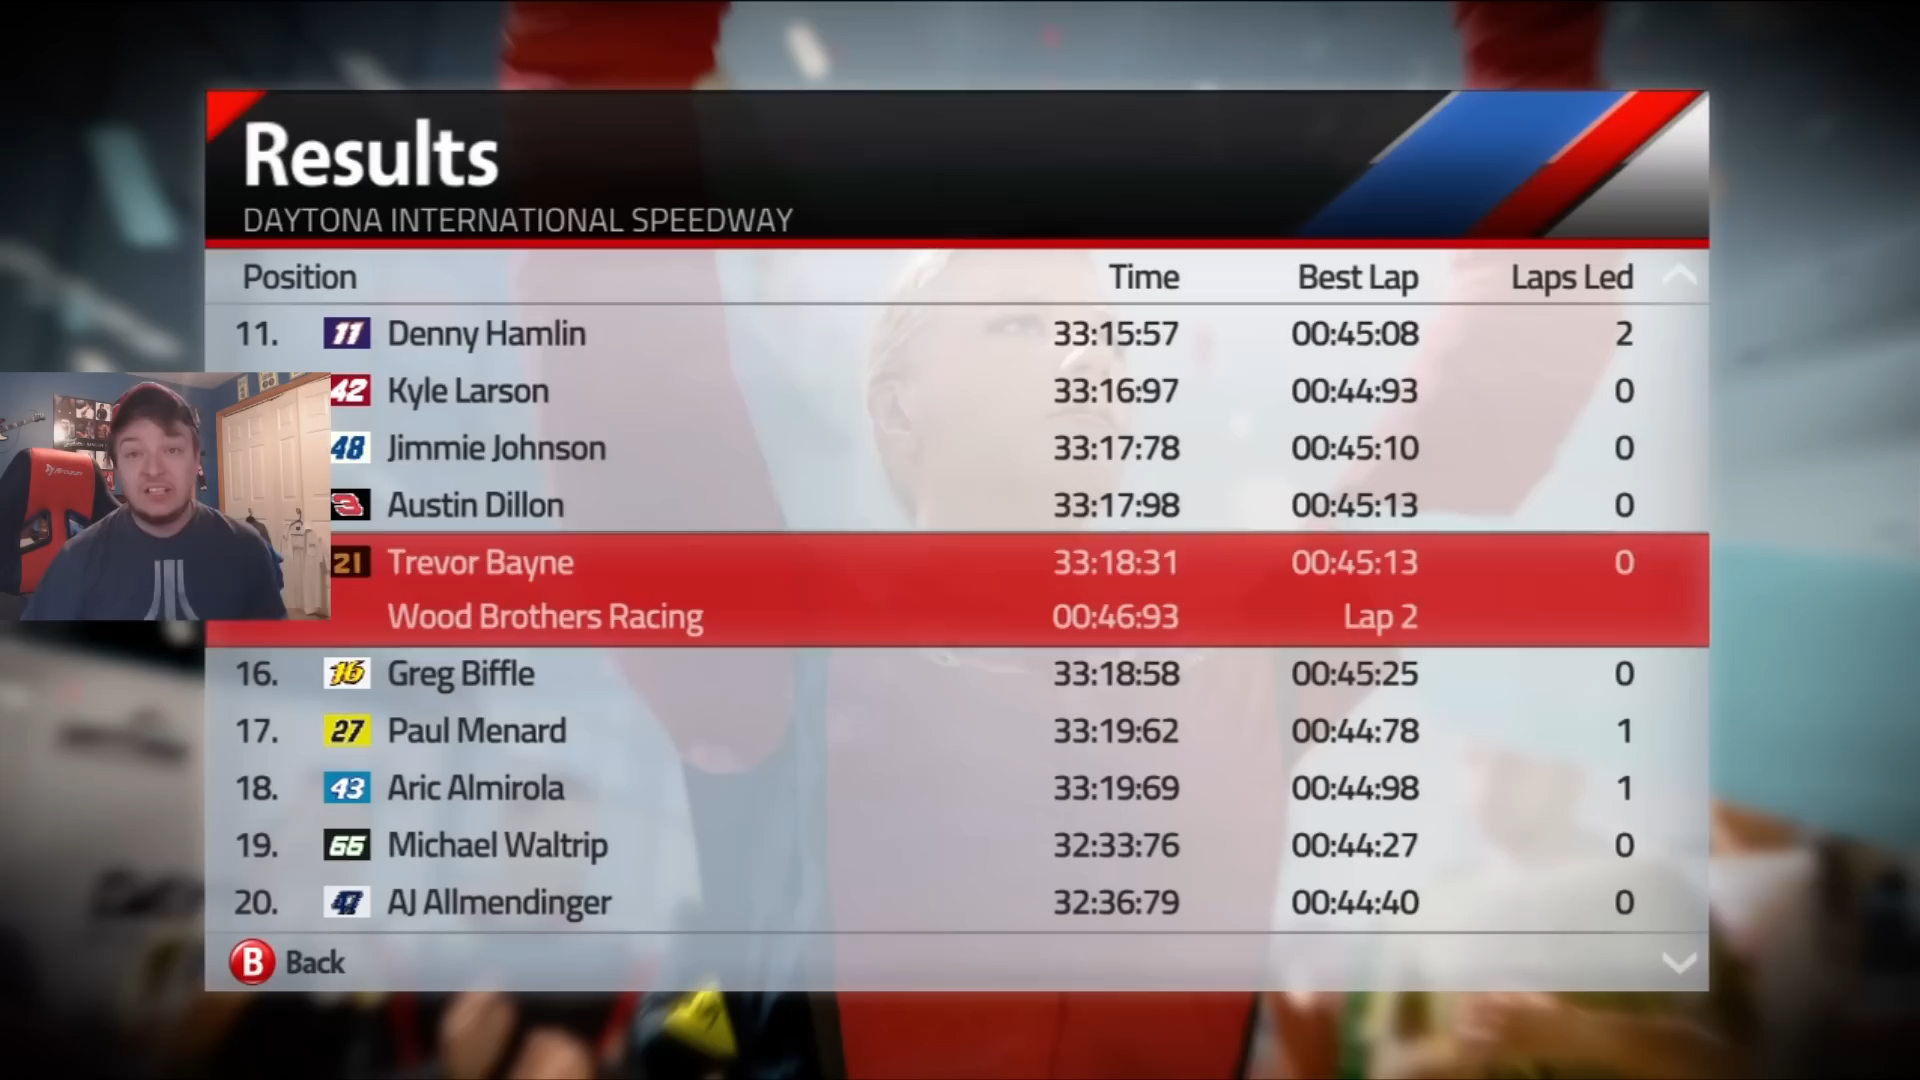 Results
DAYTONA INTERNATIONAL SPEEDWAY
Position Time Best Lap Laps Led
11. 11 Denny Hamlin 33:15:57 00:45:08 2
42 Kyle Larson 33:16:97 00:44:93 0
48 Jimmie Johnson 33:17:78 00:45:10 0
3 Austin Dillon 33:17:98 00:45:13 0
21 Trevor Bayne 33:18:31 00:45:13 0
Wood Brothers Racing 00:46:93 Lap 2
16. 16 Greg Biffle 33:18:58 00:45:25 0
17. 27 Paul Menard 33:19:62 00:44:78 1
18. 43 Aric Almirola 33:19:69 00:44:98 1
19. 66 Michael Waltrip 32:33:76 00:44:27 0
20. 47 AJ Allmendinger 32:36:79 00:44:40 0
B Back